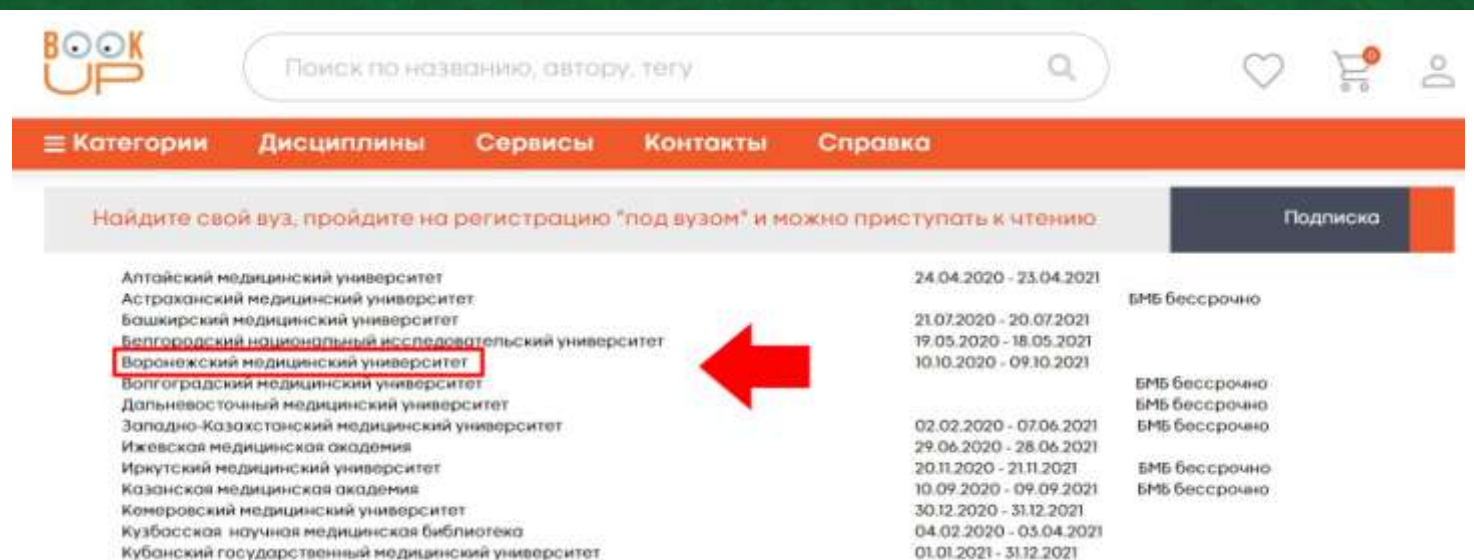 BOOK UP
Поиск по названию, автору, тегу
0
Категории Дисциплины Сервисы Контакты Справка
Найдите свой вуз, пройдите на регистрацию "под вузом" и можно приступать к чтению Подписка
Алтайский медицинский университет 24.04.2020 - 23.04.2021
Астраханский медицинский университет БМБ бессрочно
Башкирский медицинский университет 21.07.2020 - 20.07.2021
Белгородский национальный исследовательский университет 19.05.2020 - 18.05.2021
Воронежский медицинский университет 10.10.2020 - 09.10.2021
Волгоградский медицинский университет БМБ бессрочно
Дальневосточный медицинский университет БМБ бессрочно
Западно-Казахстанский медицинский университет 02.02.2020 - 07.06.2021 БМБ бессрочно
Ижевская медицинская академия 29.06.2020 - 28.06.2021
Иркутский медицинский университет 20.11.2020 - 21.11.2021 БМБ бессрочно
Казанская медицинская академия 10.09.2020 - 09.09.2021 БМБ бессрочно
Кемеровский медицинский университет 30.12.2020 - 31.12.2021
Кузбасская научная медицинская библиотека 04.02.2020 - 03.04.2021
Кубанский государственный медицинский университет 01.01.2021 - 31.12.2021